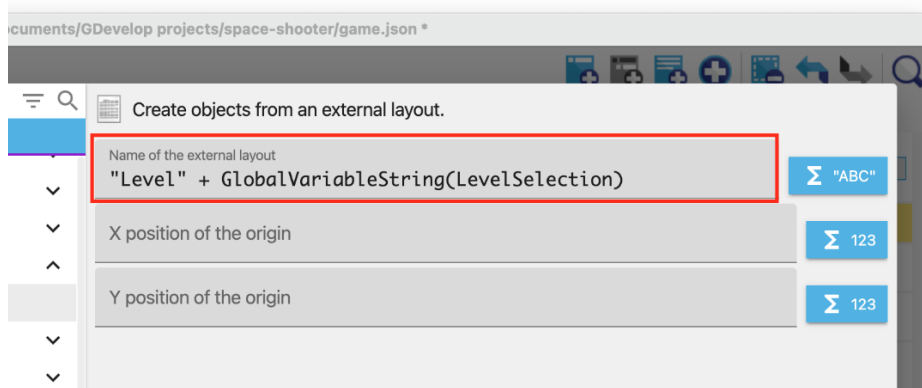 ocuments/GDevelop projects/space-shooter/game.json *
Create objects from an external layout.
Name of the external layout
"Level" + GlobalVariableString(LevelSelection)
Σ "ABC"
X position of the origin
Σ 123
Y position of the origin
Σ 123